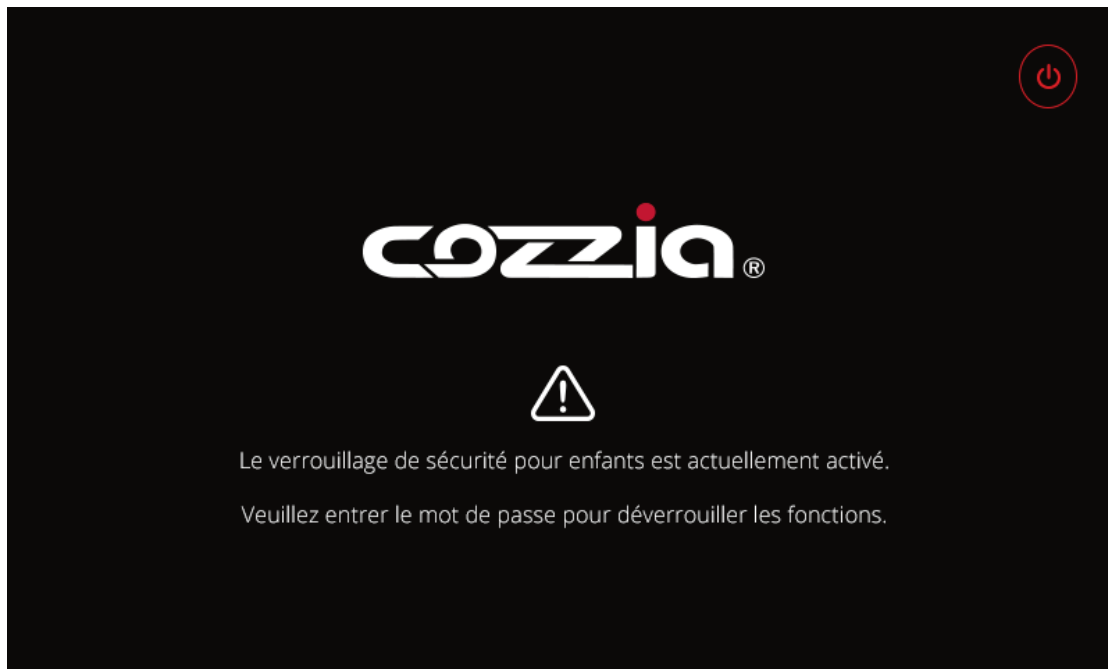 cozzia®
Le verrouillage de sécurité pour enfants est actuellement activé.
Veuillez entrer le mot de passe pour déverrouiller les fonctions.